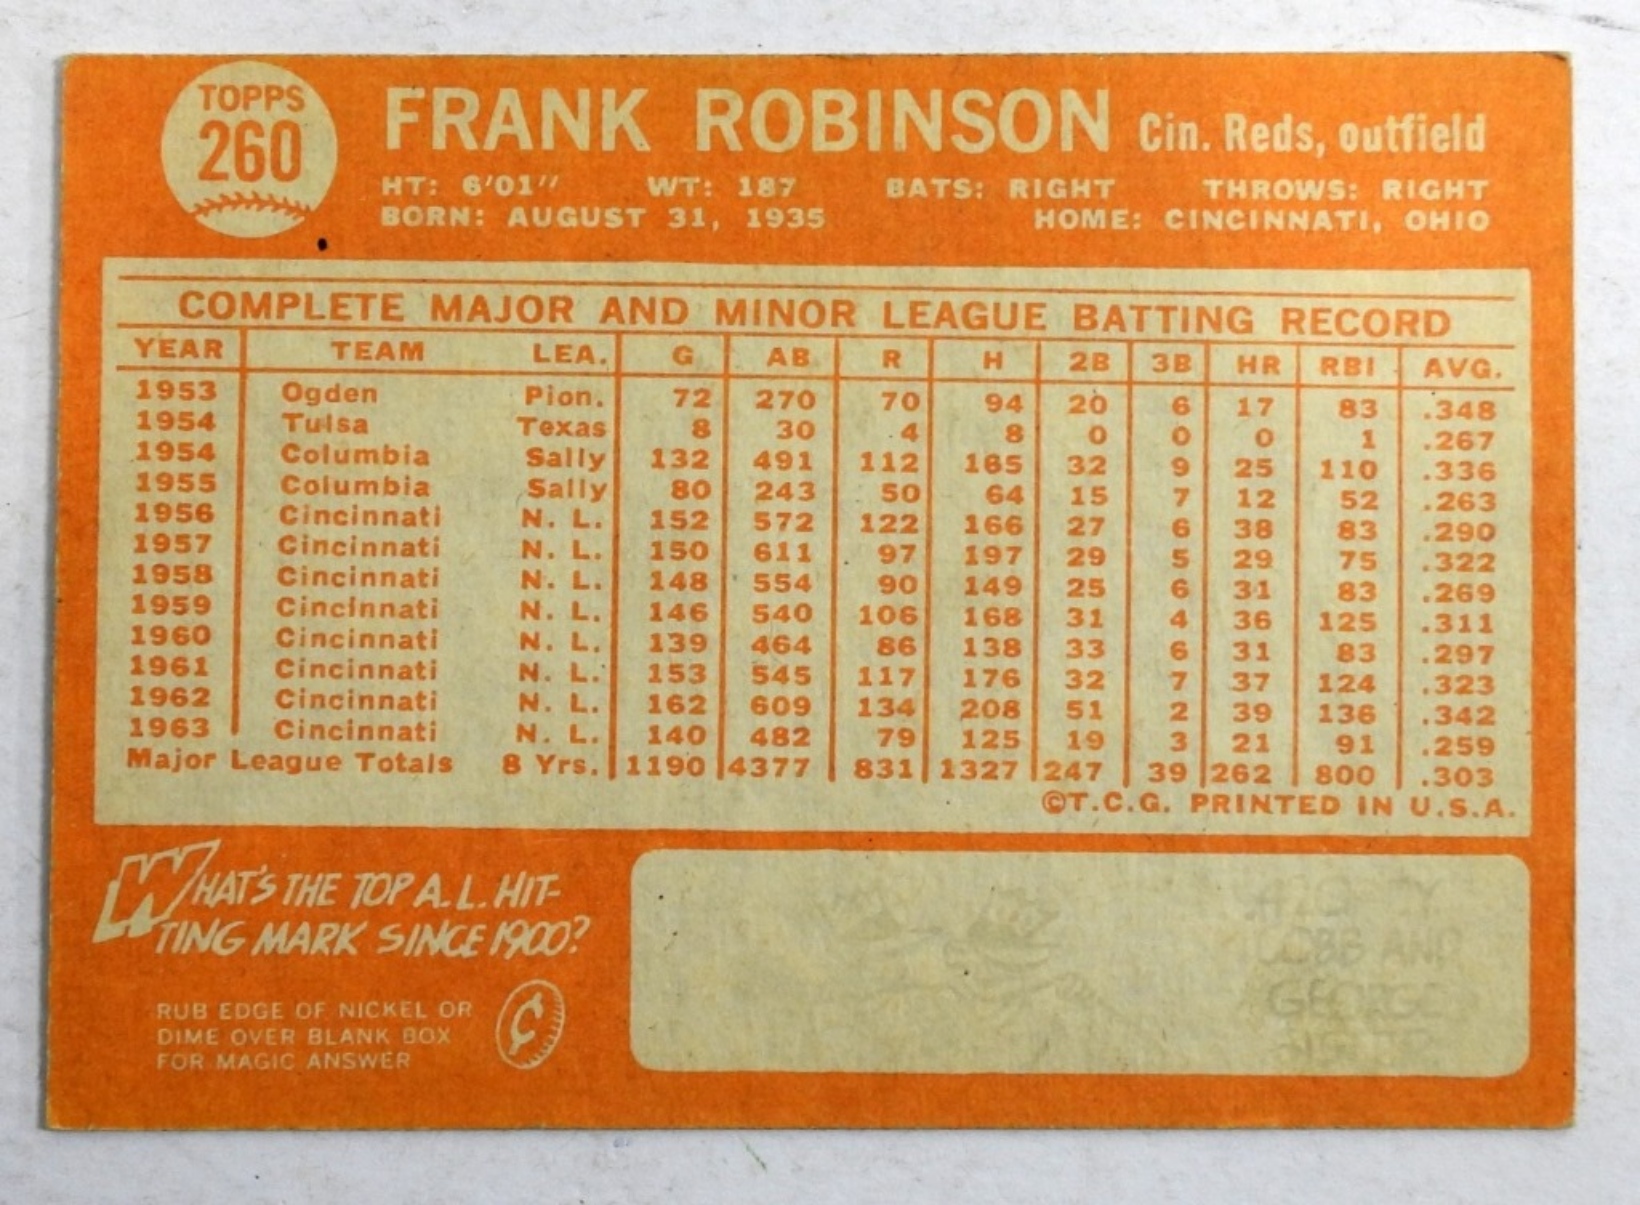 TOPPS
260
FRANK ROBINSON Cin. Reds, outfield
HT: 6'01" WT: 187 BATS: RIGHT THROWS: RIGHT
BORN: AUGUST 31, 1935 HOME: CINCINNATI, OHIO
COMPLETE MAJOR AND MINOR LEAGUE BATTING RECORD
YEAR TEAM LEA. G AB R H 2B 3B HR RBI AVG.
1953 Ogden Pion. 72 270 70 94 20 6 17 83 .348
1954 Tulsa Texas 8 30 4 8 0 0 0 1 .267
1954 Columbia Sally 132 491 112 165 32 9 25 110 .336
1955 Columbia Sally 80 243 50 64 15 7 12 52 .263
1956 Cincinnati N. L. 152 572 122 166 27 6 38 83 .290
1957 Cincinnati N. L. 150 611 97 197 29 5 29 75 .322
1958 Cincinnati N. L. 148 554 90 149 25 6 31 83 .269
1959 Cincinnati N. L. 146 540 106 168 31 4 36 125 .311
1960 Cincinnati N. L. 139 464 86 138 33 6 31 83 .297
1961 Cincinnati N. L. 153 545 117 176 32 7 37 124 .323
1962 Cincinnati N. L. 162 609 134 208 51 2 39 136 .342
1963 Cincinnati N. L. 140 482 79 125 19 3 21 91 .259
Major League Totals 8 Yrs. 1190 4377 831 1327 247 39 262 800 .303
©T.C.G. PRINTED IN U.S.A.
WHAT'S THE TOP A.L. HIT-
TING MARK SINCE 1900?
RUB EDGE OF NICKEL OR
DIME OVER BLANK BOX
FOR MAGIC ANSWER
¢
COBB AND
GEORGE